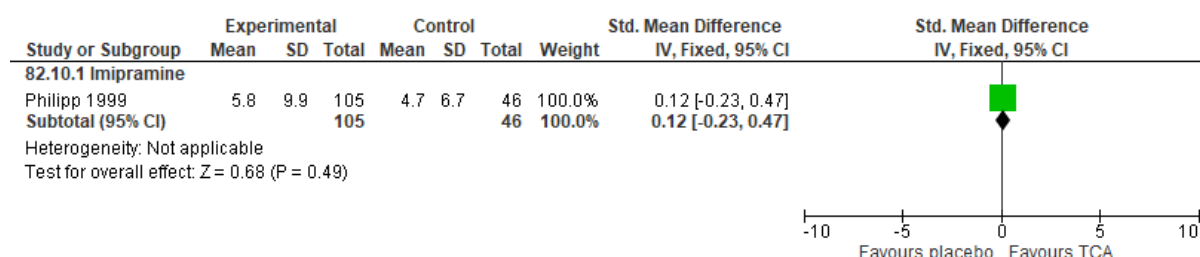 Experimental Control Std. Mean Difference Std. Mean Difference
Study or Subgroup Mean SD Total Mean SD Total Weight IV, Fixed, 95% CI IV, Fixed, 95% CI
82.10.1 Imipramine
Philipp 1999 5.8 9.9 105 4.7 6.7 46 100.0% 0.12 [-0.23, 0.47]
Subtotal (95% CI) 105 46 100.0% 0.12 [-0.23, 0.47]
Heterogeneity: Not applicable
Test for overall effect: Z = 0.68 (P = 0.49)
-10 -5 0 5 10
Favours placebo Favours TCA